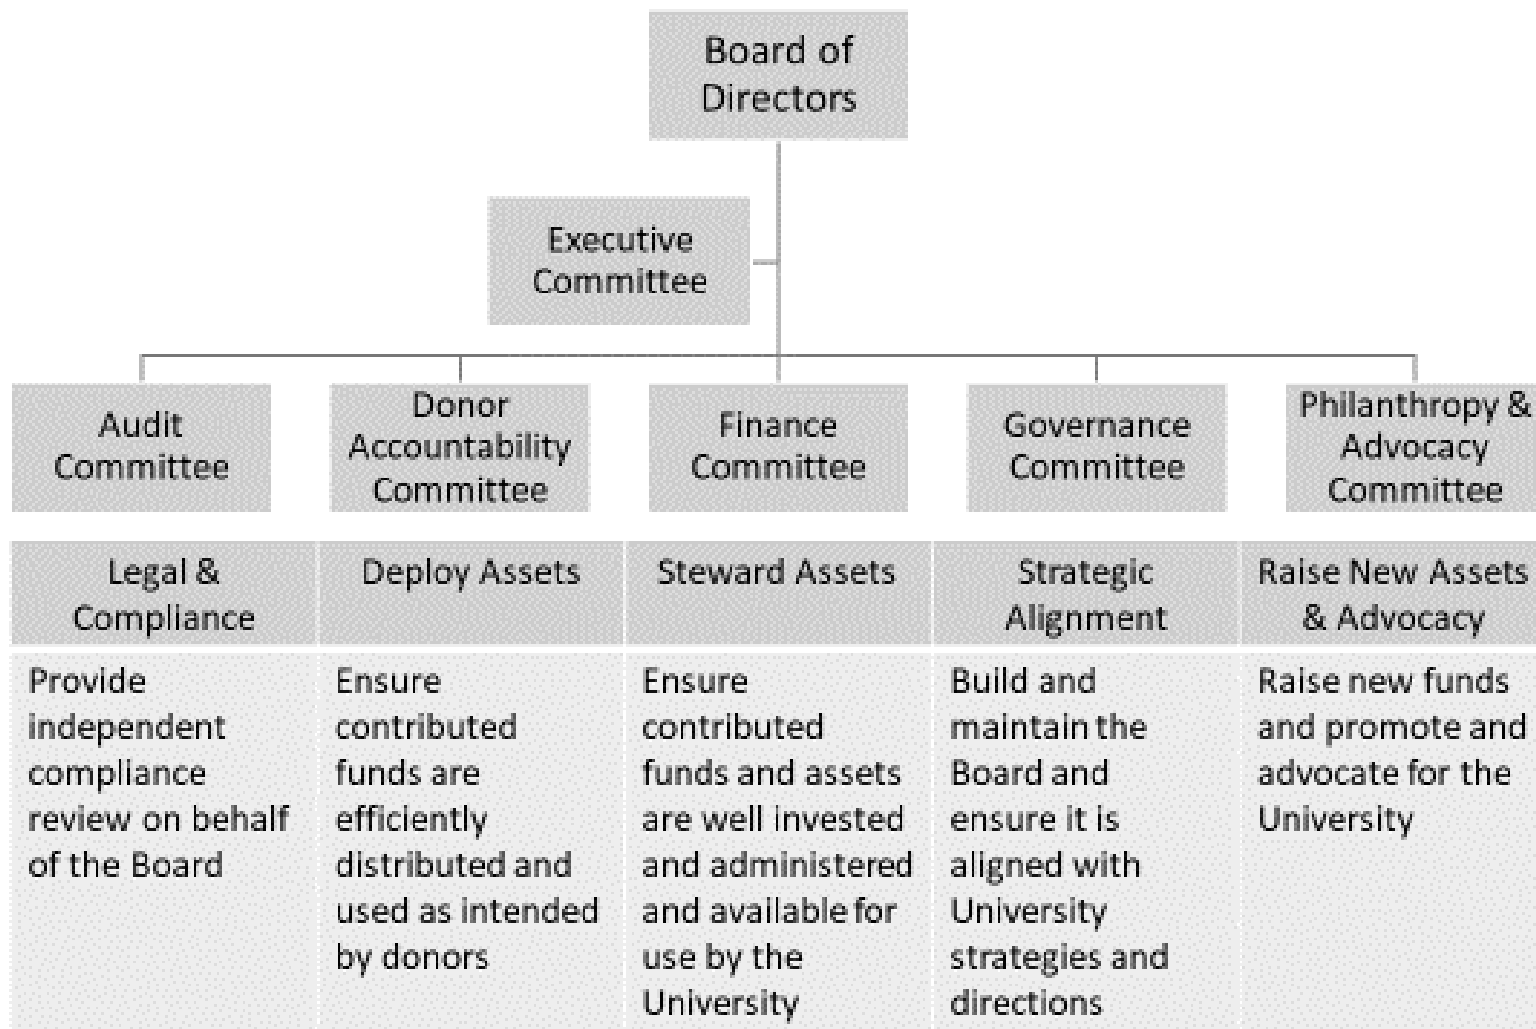 Board of
Directors
Executive
Committee
Audit
Committee
Donor
Accountability
Committee
Finance
Committee
Governance
Committee
Philanthropy &
Advocacy
Committee
Legal &
Compliance
Deploy Assets
Steward Assets
Strategic
Alignment
Raise New Assets
& Advocacy
Provide
independent
compliance
review on behalf
of the Board
Ensure
contributed
funds are
efficiently
distributed and
used as intended
by donors
Ensure
contributed
funds and assets
are well invested
and administered
and available for
use by the
University
Build and
maintain the
Board and
ensure it is
aligned with
University
strategies and
directions
Raise new funds
and promote and
advocate for the
University